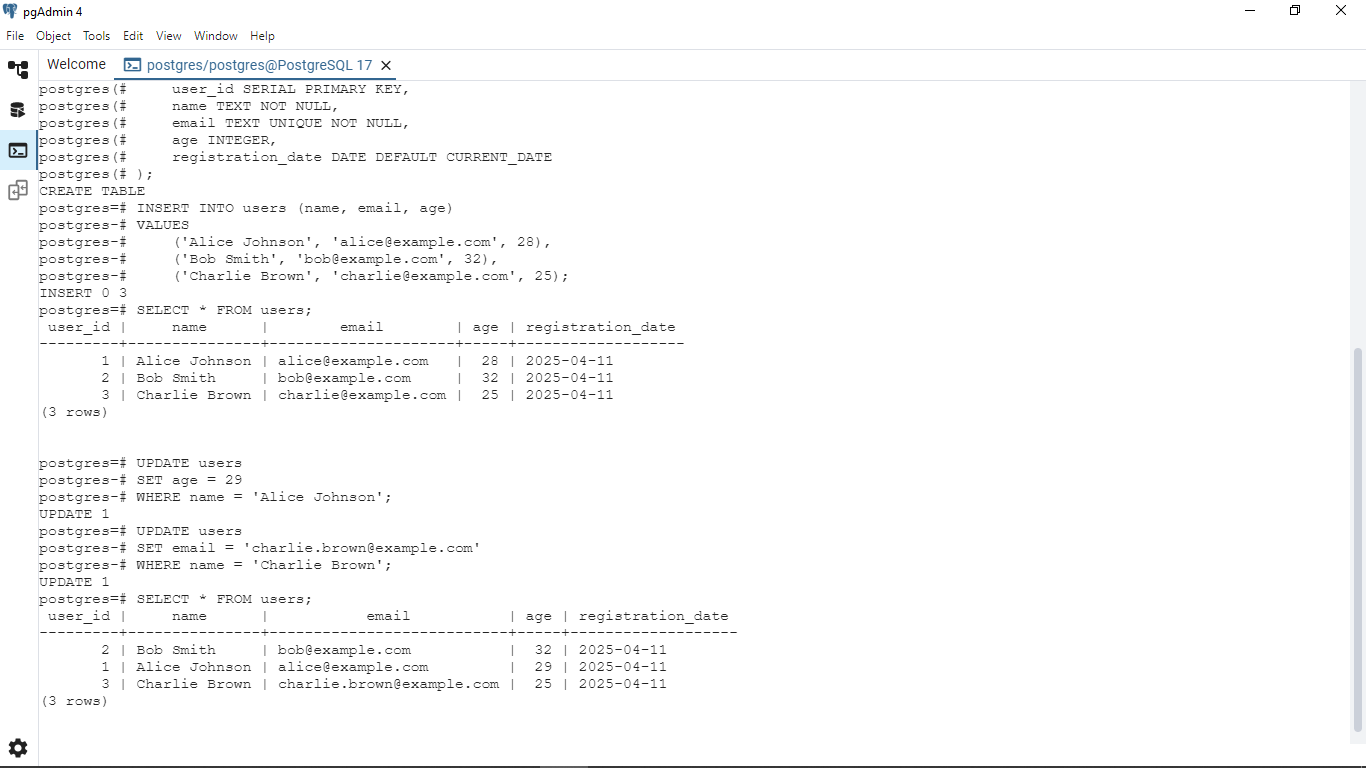 pgAdmin 4
File Object Tools Edit View Window Help
Welcome postgres/postgres@PostgreSQL 17
postgres(#     user_id SERIAL PRIMARY KEY,
postgres(#     name TEXT NOT NULL,
postgres(#     email TEXT UNIQUE NOT NULL,
postgres(#     age INTEGER,
postgres(#     registration_date DATE DEFAULT CURRENT_DATE
postgres(# );
CREATE TABLE
postgres=# INSERT INTO users (name, email, age)
postgres-# VALUES
postgres-#     ('Alice Johnson', 'alice@example.com', 28),
postgres-#     ('Bob Smith', 'bob@example.com', 32),
postgres-#     ('Charlie Brown', 'charlie@example.com', 25);
INSERT 0 3
postgres=# SELECT * FROM users;
 user_id |     name      |        email        | age | registration_date
---------+---------------+---------------------+-----+-------------------
       1 | Alice Johnson | alice@example.com   |  28 | 2025-04-11
       2 | Bob Smith     | bob@example.com     |  32 | 2025-04-11
       3 | Charlie Brown | charlie@example.com |  25 | 2025-04-11
(3 rows)
postgres=# UPDATE users
postgres-# SET age = 29
postgres-# WHERE name = 'Alice Johnson';
UPDATE 1
postgres=# UPDATE users
postgres-# SET email = 'charlie.brown@example.com'
postgres-# WHERE name = 'Charlie Brown';
UPDATE 1
postgres=# SELECT * FROM users;
 user_id |     name      |           email           | age | registration_date
---------+---------------+---------------------------+-----+-------------------
       2 | Bob Smith     | bob@example.com           |  32 | 2025-04-11
       1 | Alice Johnson | alice@example.com         |  29 | 2025-04-11
       3 | Charlie Brown | charlie.brown@example.com |  25 | 2025-04-11
(3 rows)